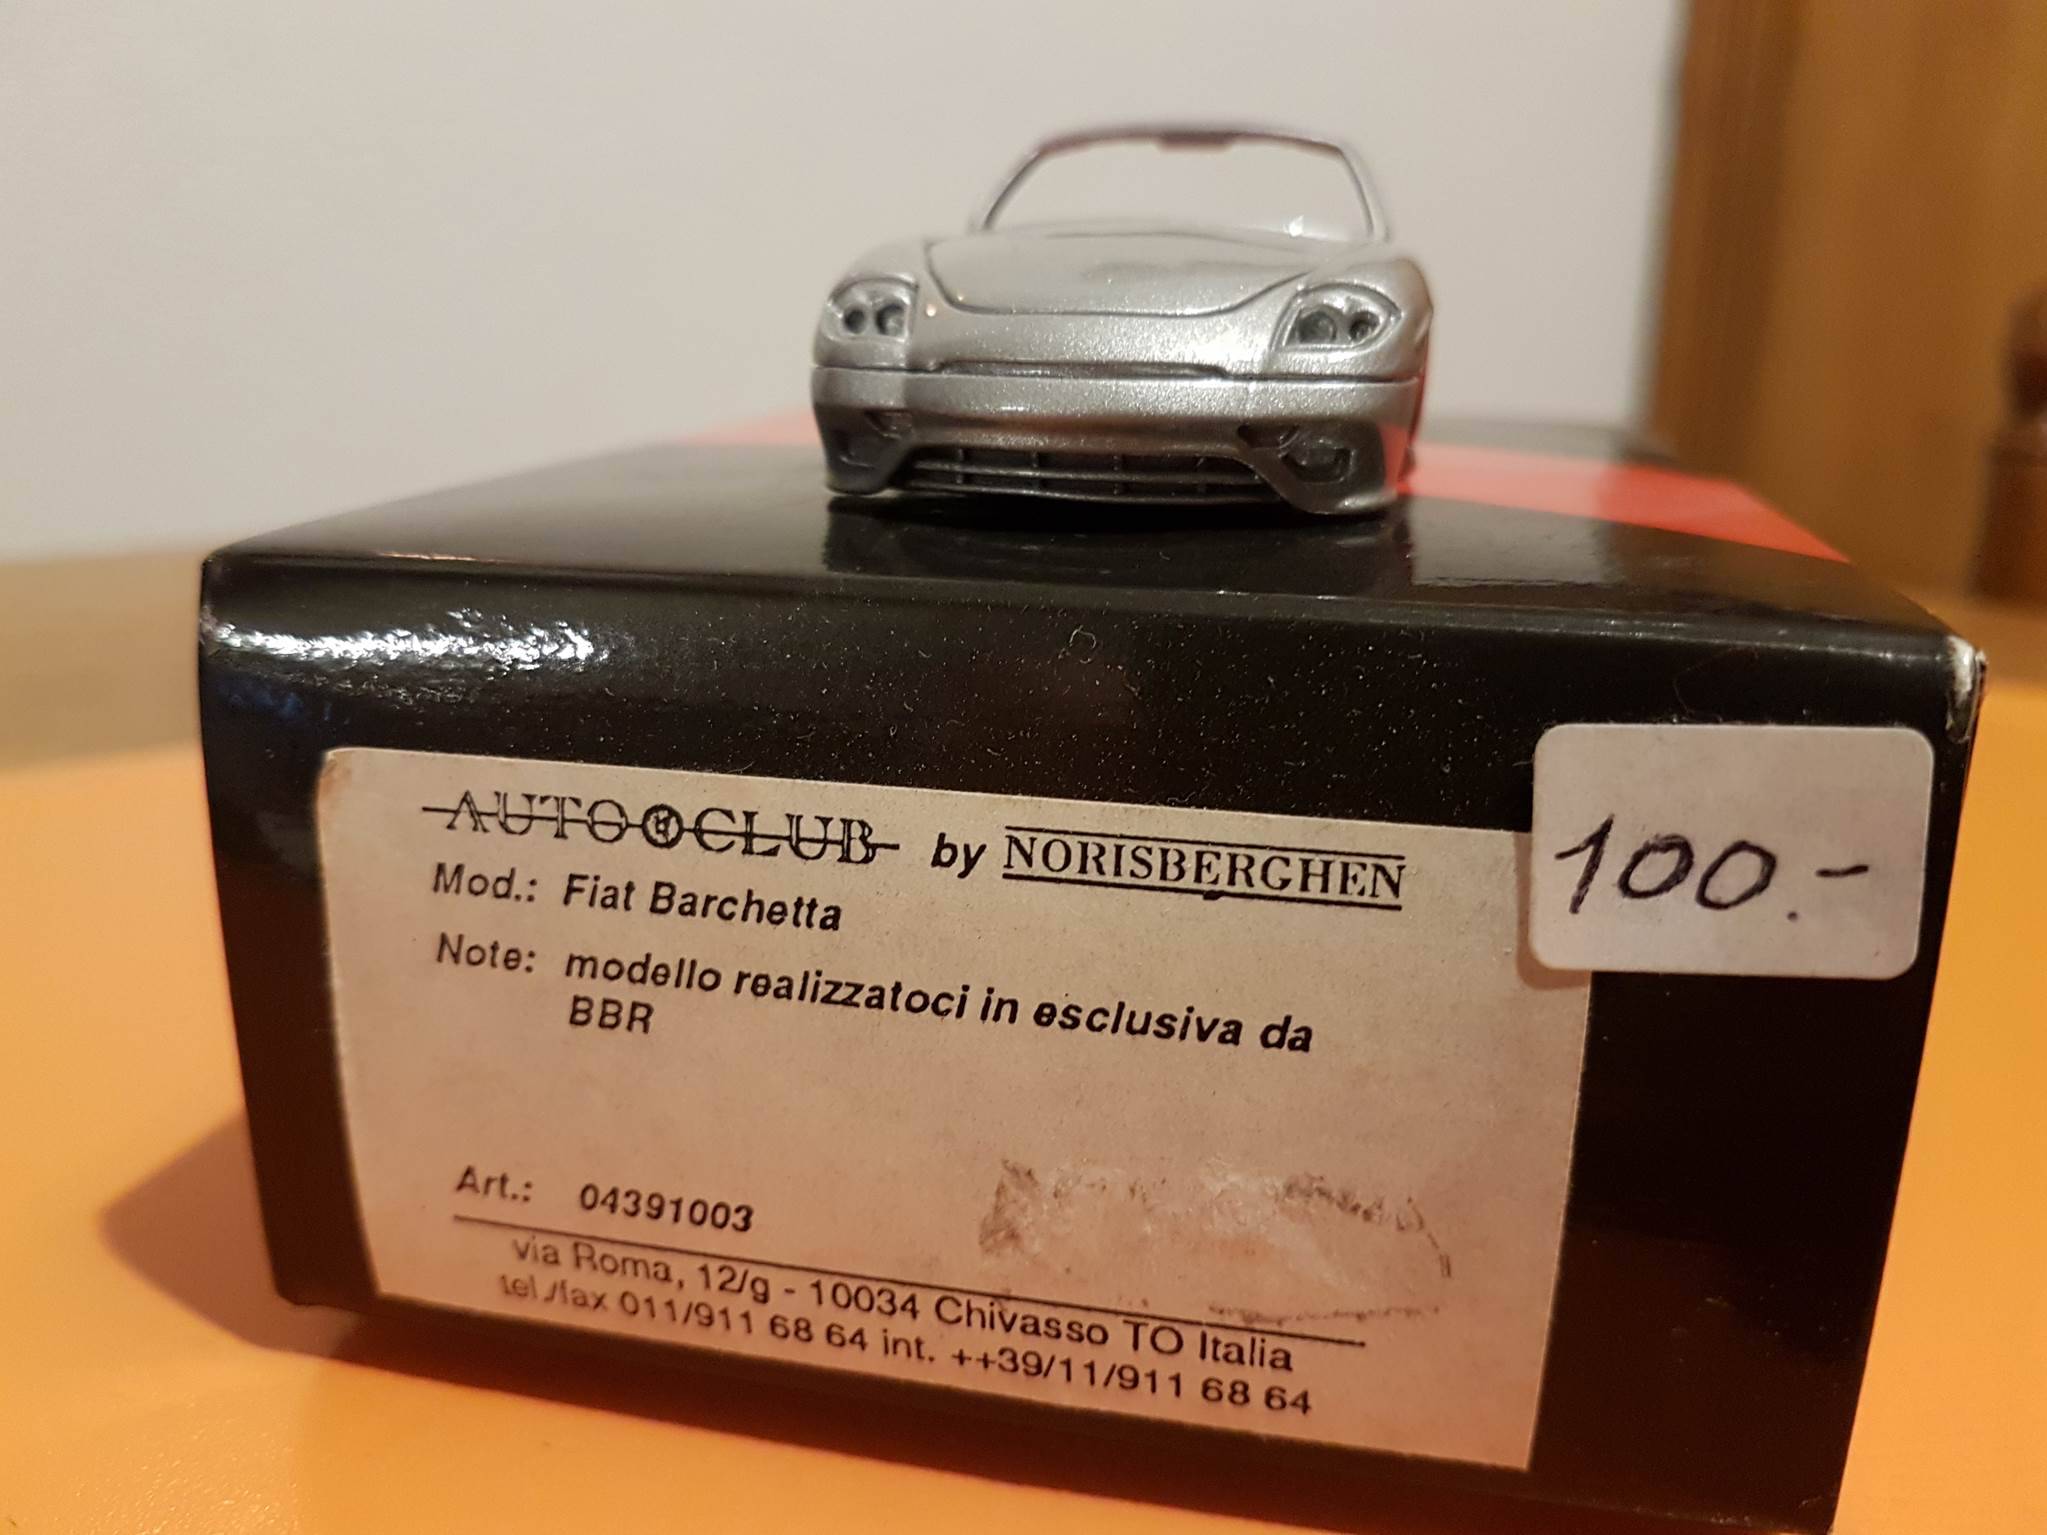 AUTO CLUB by NORISBERGHEN
100.-
Mod.: Fiat Barchetta
Note: modello realizzatoci in esclusiva da
BBR
Art.: 04391003
via Roma, 12/g - 10034 Chivasso TO Italia
tel./fax 011/911 68 64 int. ++39/11/911 68 64